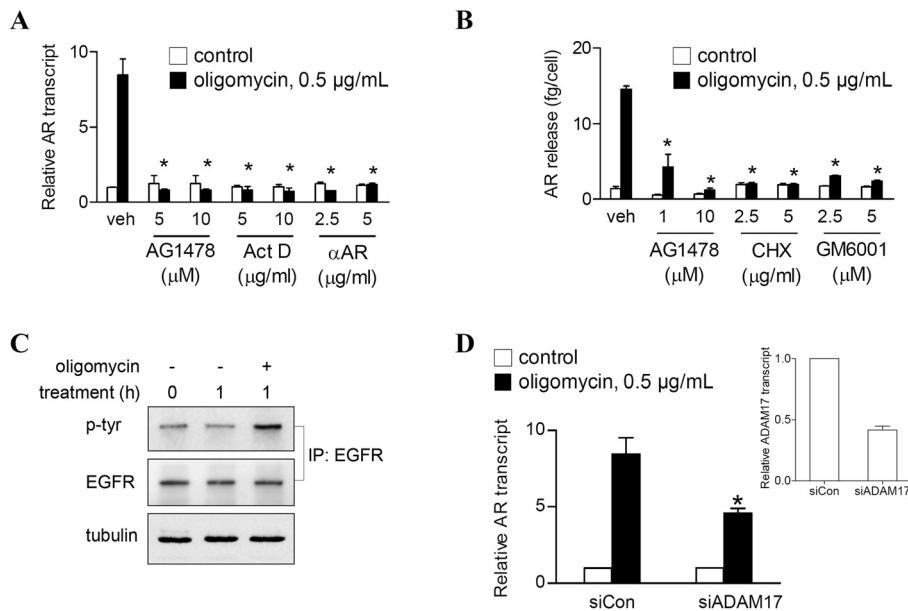 A
Relative AR transcript
10
5
0
control
oligomycin, 0.5 µg/mL
* * * * * *
veh 5 10 5 10 2.5 5
AG1478 Act D αAR
(µM) (µg/ml) (µg/ml)
B
AR release (fg/cell)
20
10
0
control
oligomycin, 0.5 µg/mL
* * * * * *
veh 1 10 2.5 5 2.5 5
AG1478 CHX GM6001
(µM) (µg/ml) (µM)
C
oligomycin - - +
treatment (h) 0 1 1
p-tyr
EGFR
IP: EGFR
tubulin
D
control
oligomycin, 0.5 µg/mL
Relative AR transcript
10
5
0
*
siCon siADAM17
Relative ADAM17 transcript
1.0
0.5
0.0
siCon siADAM17